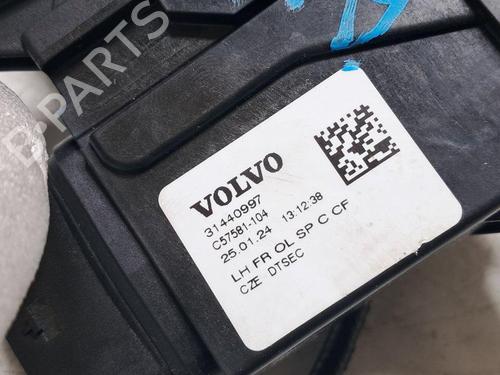 B-PARTS
VOLVO
31440997
C57581-104
25.01.24 13:12:38
LH FR OL SP C CF
CZE DTSEC